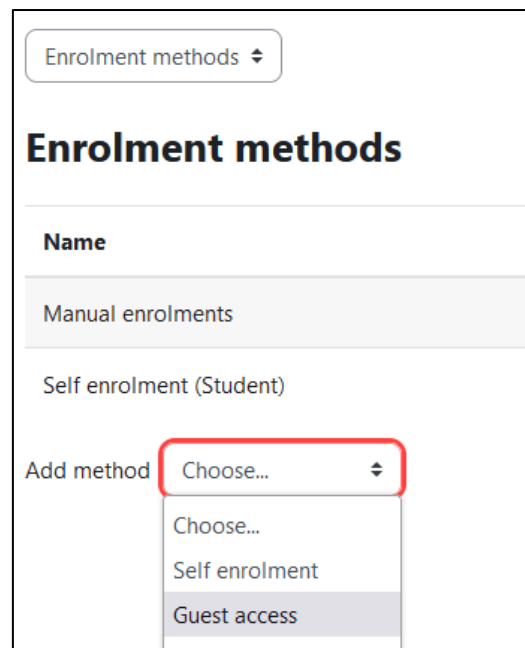 Enrolment methods
Enrolment methods
Name
Manual enrolments
Self enrolment (Student)
Add method Choose...
Choose...
Self enrolment
Guest access